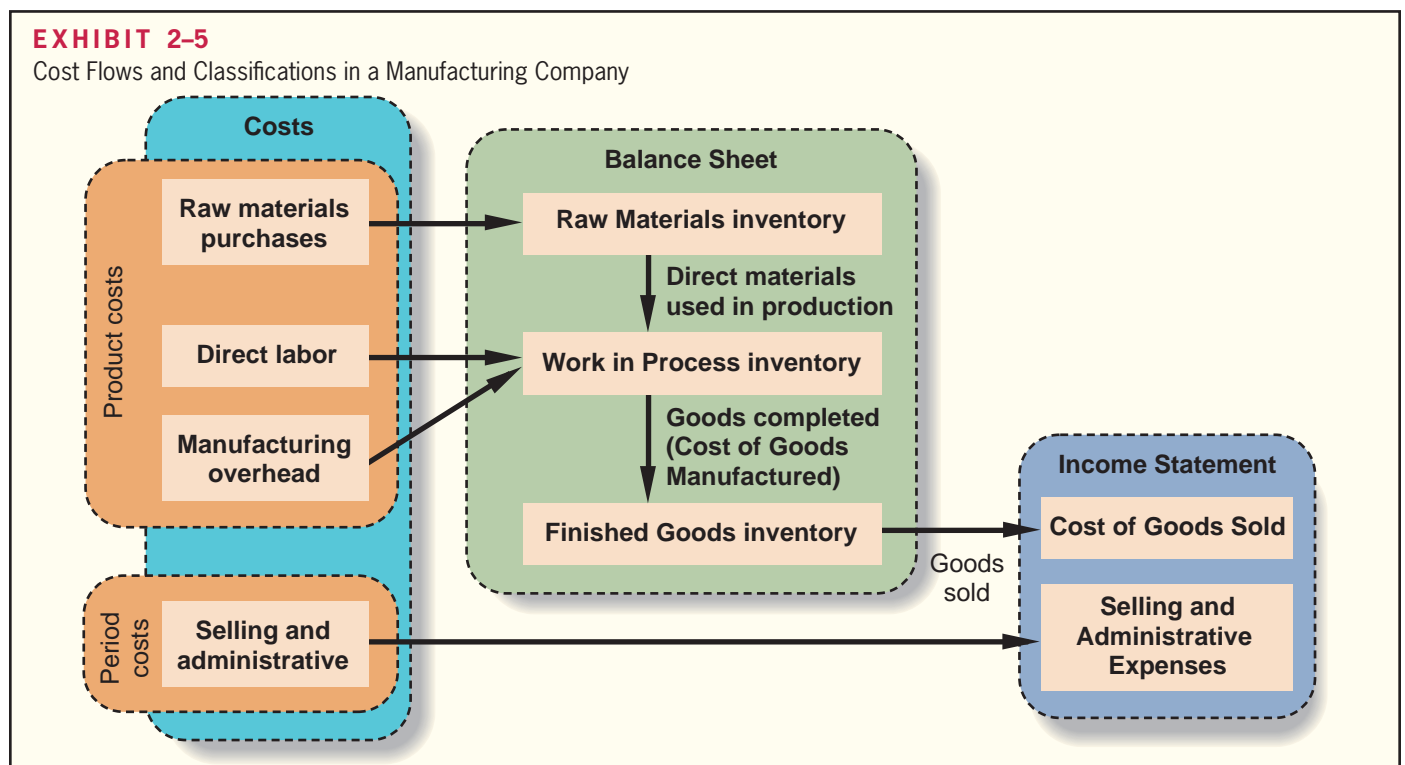 EXHIBIT 2–5
Cost Flows and Classifications in a Manufacturing Company
Costs
Product costs
Raw materials
purchases
Direct labor
Manufacturing
overhead
Period
costs
Selling and
administrative
Balance Sheet
Raw Materials inventory
Direct materials
used in production
Work in Process inventory
Goods completed
(Cost of Goods
Manufactured)
Finished Goods inventory
Goods
sold
Income Statement
Cost of Goods Sold
Selling and
Administrative
Expenses